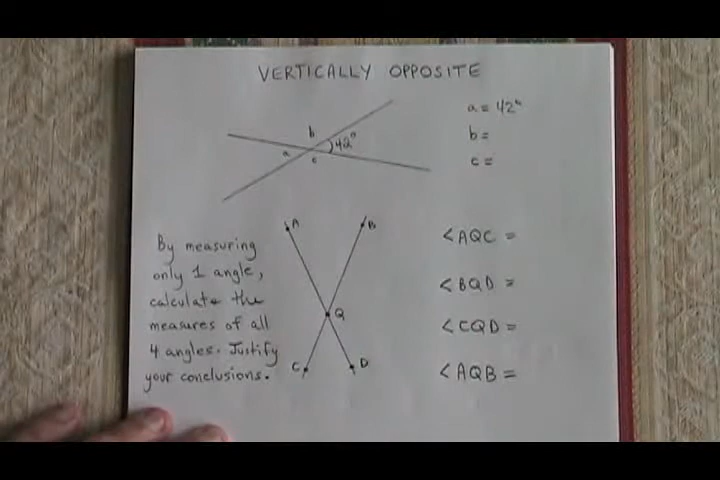 VERTICALLY OPPOSITE
b
42°
a
c
a = 42°
b =
c =
By measuring
only 1 angle,
calculate the
measures of all
4 angles. Justify
your conclusions.
A
B
Q
C
D
<AQC =
<BQD =
<CQD =
<AQB =